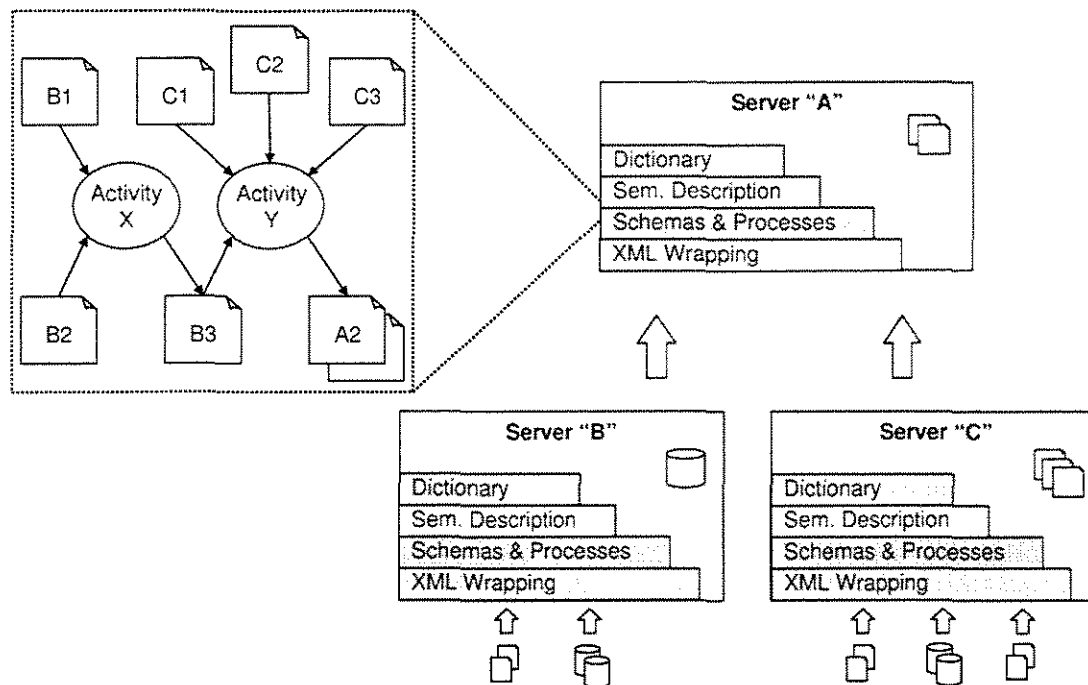 C2
B1
C1
C3
Activity
X
Activity
Y
B2
B3
A2
Server “A”
Dictionary
Sem. Description
Schemas & Processes
XML Wrapping
Server “B”
Dictionary
Sem. Description
Schemas & Processes
XML Wrapping
Server “C”
Dictionary
Sem. Description
Schemas & Processes
XML Wrapping